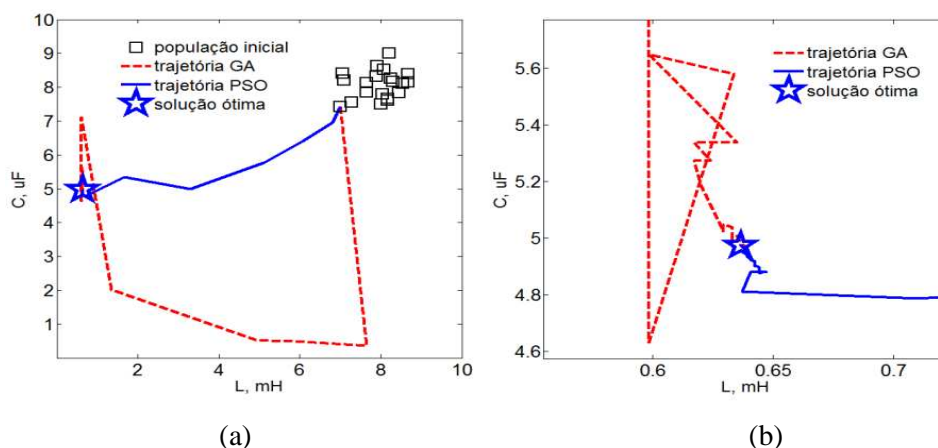 10
9
8
7
6
5
4
3
2
1
C, uF
população inicial
trajetória GA
trajetória PSO
solução ótima
2 4 6 8 10
L, mH
(a)
5.6
5.4
5.2
5
4.8
4.6
C, uF
trajetória GA
trajetória PSO
solução ótima
0.6 0.65 0.7
L, mH
(b)